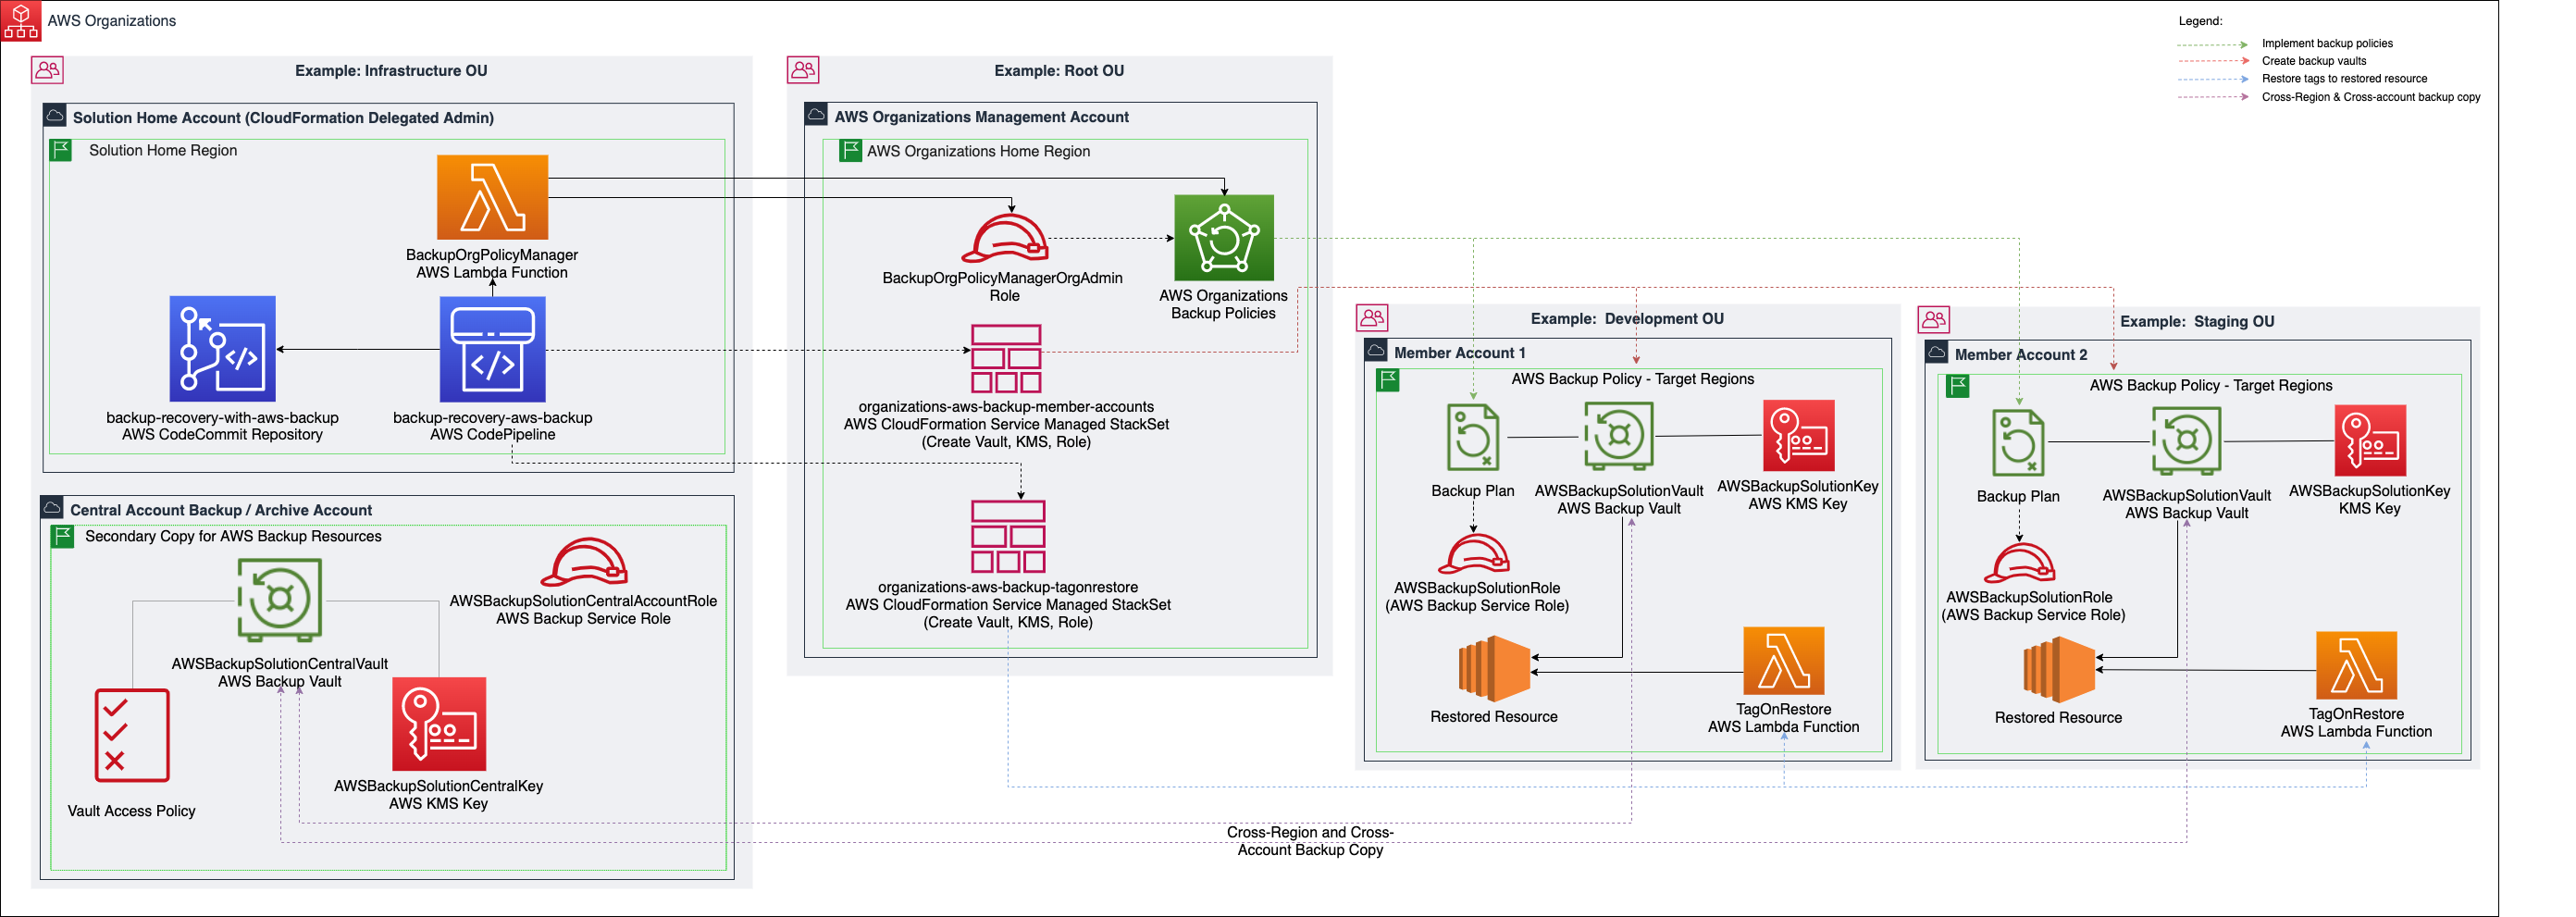 AWS Organizations
Legend:
Implement backup policies
Create backup vaults
Restore tags to restored resource
Cross-Region & Cross-account backup copy
Example: Infrastructure OU
Solution Home Account (CloudFormation Delegated Admin)
Solution Home Region
BackupOrgPolicyManager
AWS Lambda Function
backup-recovery-with-aws-backup
AWS CodeCommit Repository
backup-recovery-aws-backup
AWS CodePipeline
Central Account Backup / Archive Account
Secondary Copy for AWS Backup Resources
AWSBackupSolutionCentralAccountRole
AWS Backup Service Role
AWSBackupSolutionCentralVault
AWS Backup Vault
Vault Access Policy
AWSBackupSolutionCentralKey
AWS KMS Key
Example: Root OU
AWS Organizations Management Account
AWS Organizations Home Region
BackupOrgPolicyManagerOrgAdmin
Role
AWS Organizations
Backup Policies
organizations-aws-backup-member-accounts
AWS CloudFormation Service Managed StackSet
(Create Vault, KMS, Role)
organizations-aws-backup-tagonrestore
AWS CloudFormation Service Managed StackSet
(Create Vault, KMS, Role)
Example: Development OU
Member Account 1
AWS Backup Policy - Target Regions
Backup Plan
AWSBackupSolutionVault
AWS Backup Vault
AWSBackupSolutionKey
AWS KMS Key
AWSBackupSolutionRole
(AWS Backup Service Role)
Restored Resource
TagOnRestore
AWS Lambda Function
Example: Staging OU
Member Account 2
AWS Backup Policy - Target Regions
Backup Plan
AWSBackupSolutionVault
AWS Backup Vault
AWSBackupSolutionKey
KMS Key
AWSBackupSolutionRole
(AWS Backup Service Role)
Restored Resource
TagOnRestore
AWS Lambda Function
Cross-Region and Cross-
Account Backup Copy